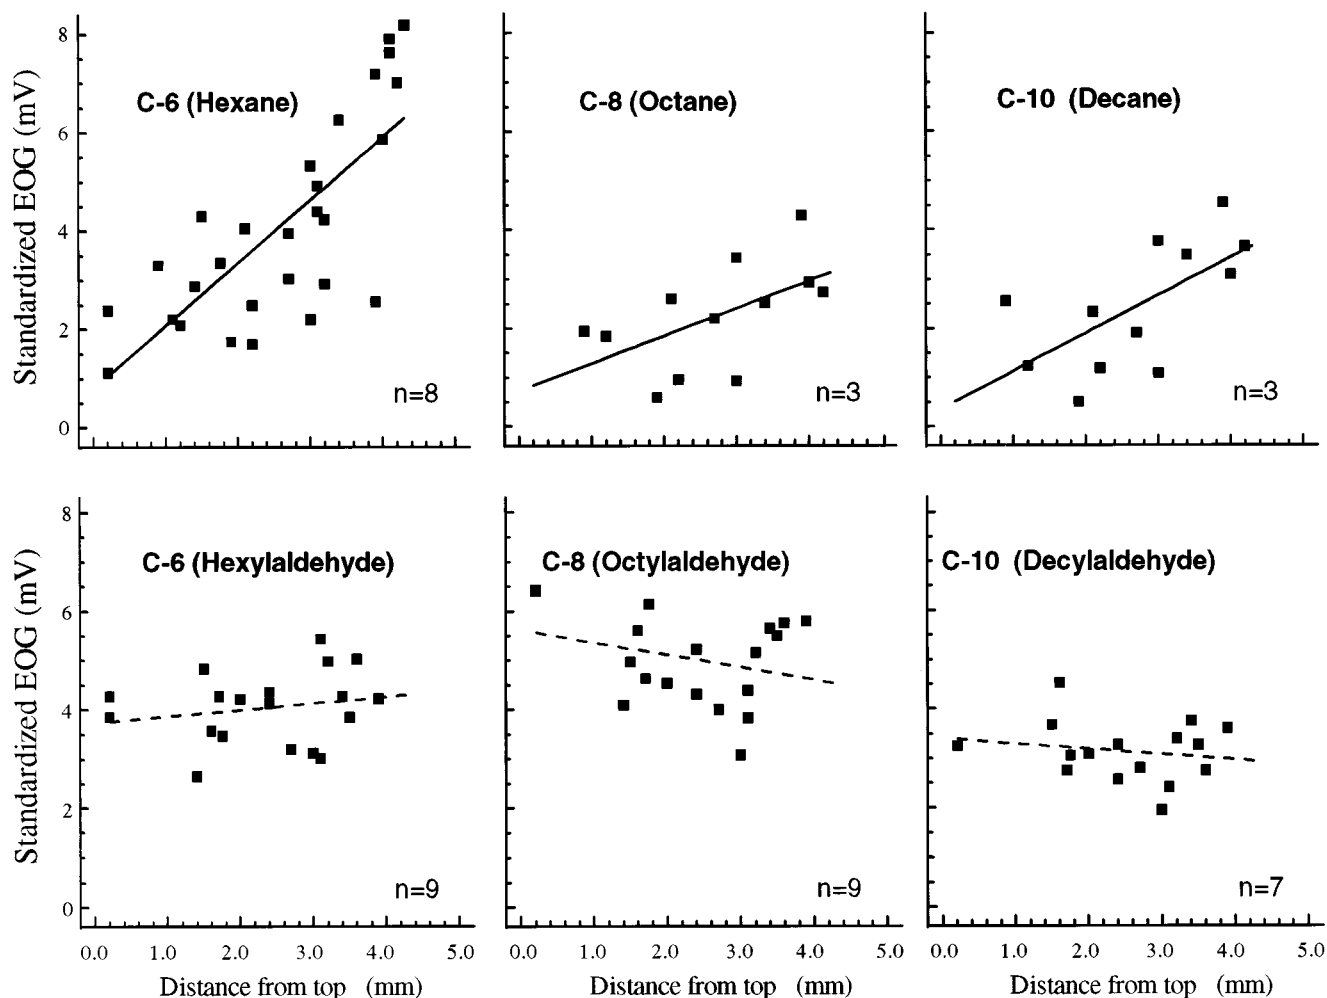 Standardized EOG (mV)
8
6
4
2
0
C-6 (Hexane)
n=8
C-8 (Octane)
n=3
C-10 (Decane)
n=3
Standardized EOG (mV)
8
6
4
2
0
C-6 (Hexylaldehyde)
n=9
C-8 (Octylaldehyde)
n=9
C-10 (Decylaldehyde)
n=7
0.0 1.0 2.0 3.0 4.0 5.0
0.0 1.0 2.0 3.0 4.0 5.0
0.0 1.0 2.0 3.0 4.0 5.0
Distance from top (mm)
Distance from top (mm)
Distance from top (mm)